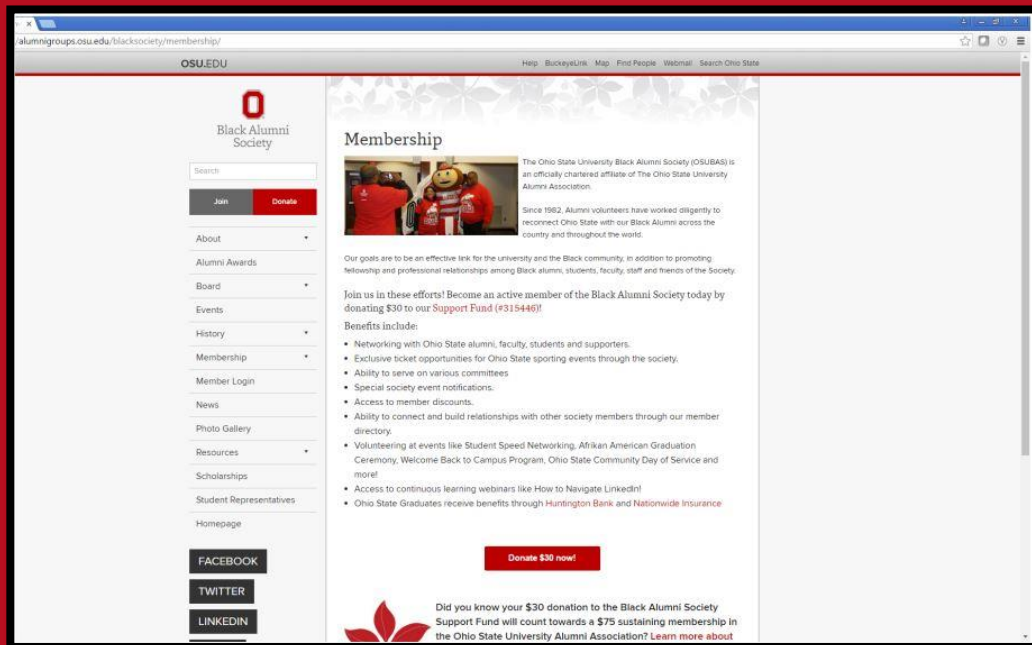 /alumnigroups.osu.edu/blacksociety/membership/
OSU.EDU
Help BuckeyeLink Map Find People Webmail Search Ohio State
Black Alumni
Society
Search
Join Donate
About
Alumni Awards
Board
Events
History
Membership
Member Login
News
Photo Gallery
Resources
Scholarships
Student Representatives
Homepage
FACEBOOK
TWITTER
LINKEDIN
Membership
The Ohio State University Black Alumni Society (OSUBAS) is
an officially chartered affiliate of The Ohio State University
Alumni Association.
Since 1982, Alumni volunteers have worked diligently to
reconnect Ohio State with our Black Alumni across the
country and throughout the world.
Our goals are to be an effective link for the university and the Black community, in addition to promoting
fellowship and professional relationships among Black alumni, students, faculty, staff and friends of the Society.
Join us in these efforts! Become an active member of the Black Alumni Society today by
donating $30 to our Support Fund (#315446)!
Benefits include:
• Networking with Ohio State alumni, faculty, students and supporters.
• Exclusive ticket opportunities for Ohio State sporting events through the society.
• Ability to serve on various committees
• Special society event notifications.
• Access to member discounts.
• Ability to connect and build relationships with other society members through our member
directory.
• Volunteering at events like Student Speed Networking, Afrikan American Graduation
Ceremony, Welcome Back to Campus Program, Ohio State Community Day of Service and
more!
• Access to continuous learning webinars like How to Navigate LinkedIn!
• Ohio State Graduates receive benefits through Huntington Bank and Nationwide Insurance
Donate $30 now!
Did you know your $30 donation to the Black Alumni Society
Support Fund will count towards a $75 sustaining membership in
the Ohio State University Alumni Association? Learn more about